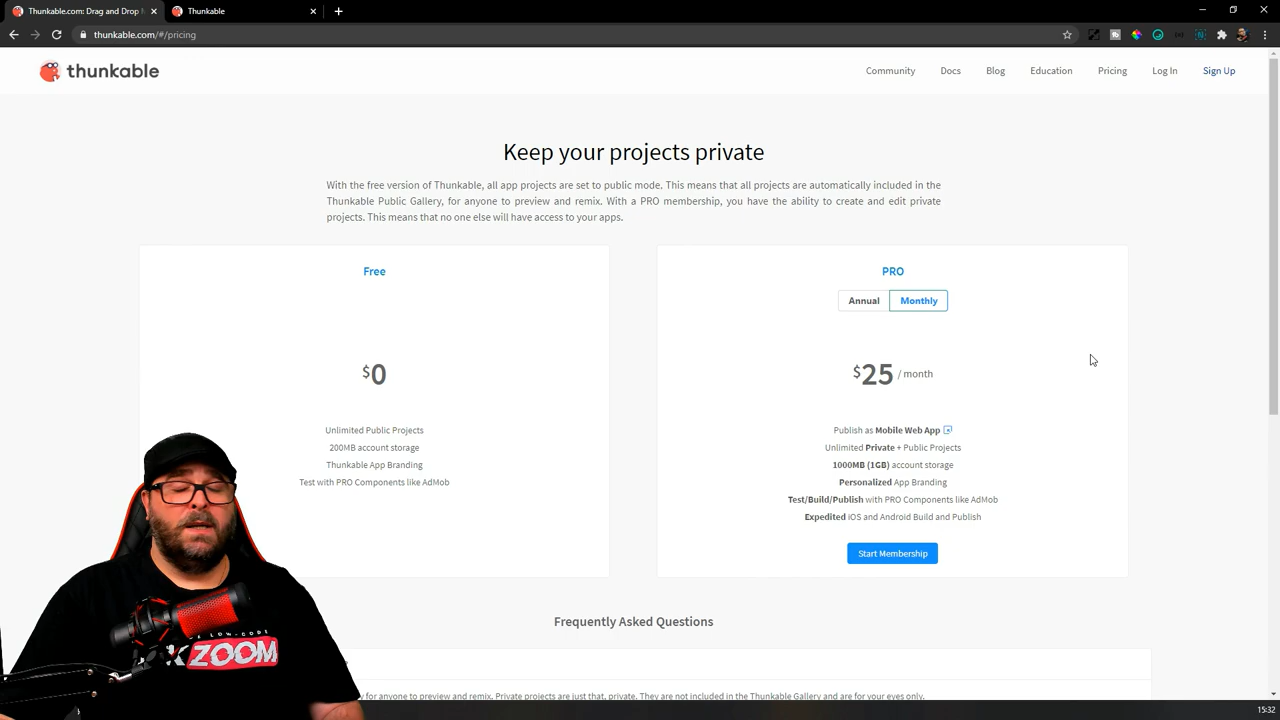 Thunkable.com: Drag and Drop
Thunkable
thunkable.com/#/pricing
thunkable
Community
Docs
Blog
Education
Pricing
Log In
Sign Up
Keep your projects private
With the free version of Thunkable, all app projects are set to public mode. This means that all projects are automatically included in the
Thunkable Public Gallery, for anyone to preview and remix. With a PRO membership, you have the ability to create and edit private
projects. This means that no one else will have access to your apps.
Free
$0
Unlimited Public Projects
200MB account storage
Thunkable App Branding
Test with PRO Components like AdMob
PRO
Annual
Monthly
$25 / month
Publish as Mobile Web App
Unlimited Private + Public Projects
1000MB (1GB) account storage
Personalized App Branding
Test/Build/Publish with PRO Components like AdMob
Expedited iOS and Android Build and Publish
Start Membership
Frequently Asked Questions
for anyone to preview and remix. Private projects are just that, private. They are not included in the Thunkable Gallery and are for your eyes only.
LOW-CODE
ZOOM
15:32